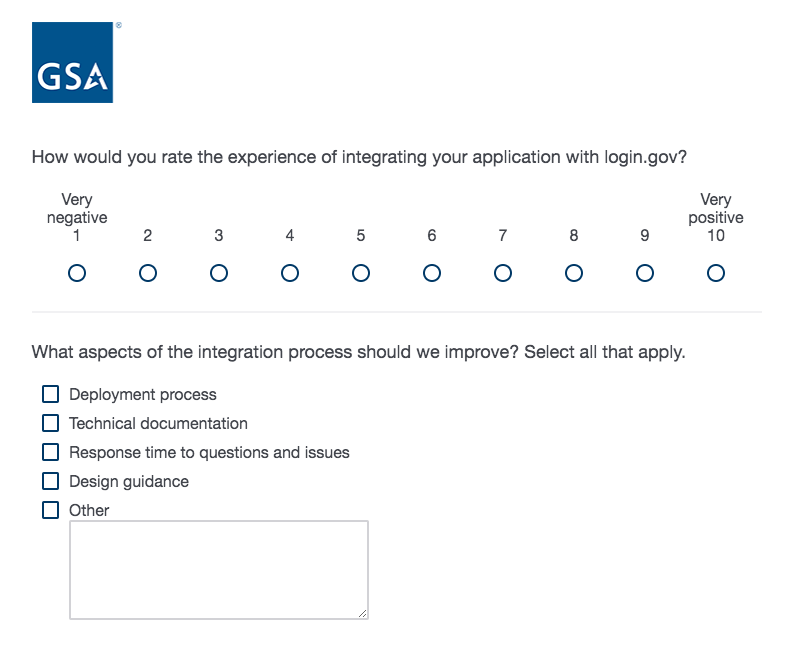 GSA
®
How would you rate the experience of integrating your application with login.gov?
Very negative 1 2 3 4 5 6 7 8 9 Very positive 10
What aspects of the integration process should we improve? Select all that apply.
Deployment process
Technical documentation
Response time to questions and issues
Design guidance
Other